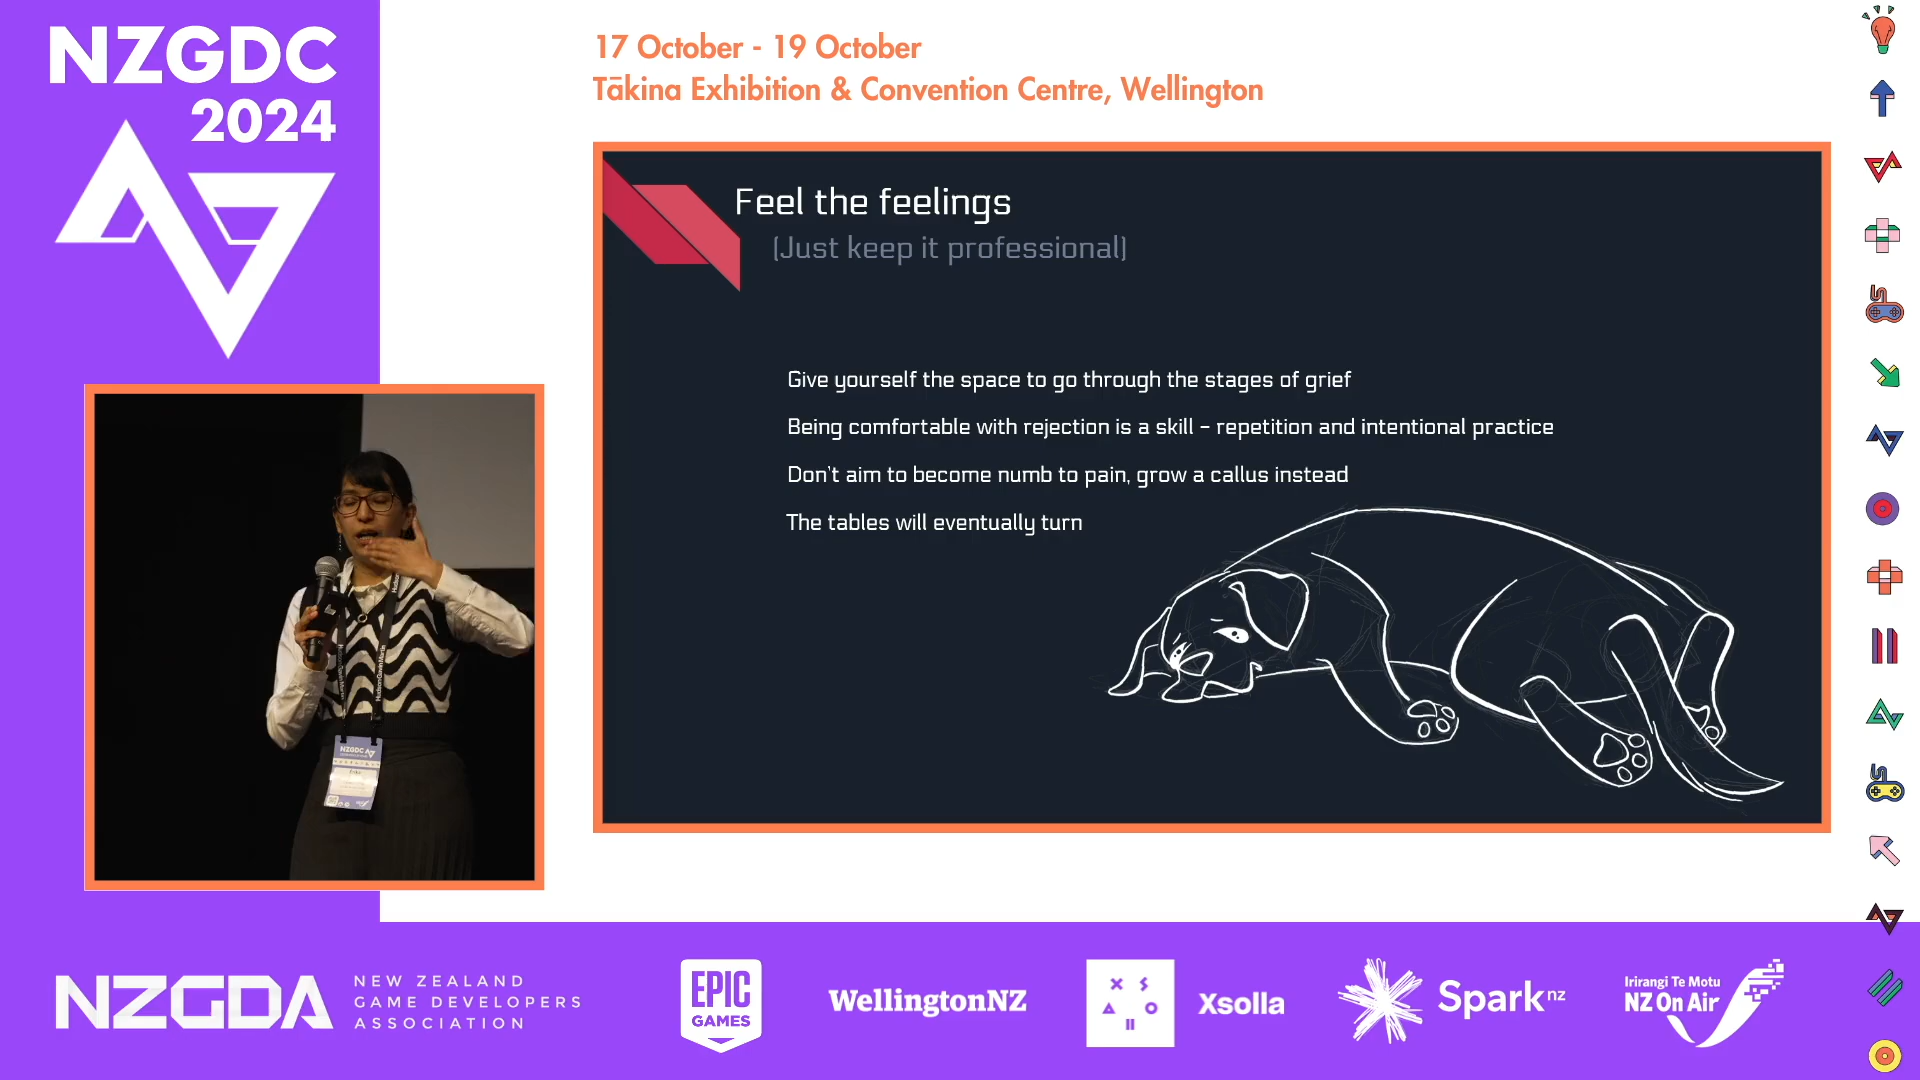 NZGDC
2024
17 October - 19 October
Tākina Exhibition & Convention Centre, Wellington
Feel the feelings
(Just keep it professional)
Give yourself the space to go through the stages of grief
Being comfortable with rejection is a skill - repetition and intentional practice
Don't aim to become numb to pain, grow a callus instead
The tables will eventually turn
NZGDC
NZGDA
NEW ZEALAND
GAME DEVELOPERS
ASSOCIATION
EPIC
GAMES
WellingtonNZ
Xsolla
Spark nz
Irirangi Te Motu
NZ On Air